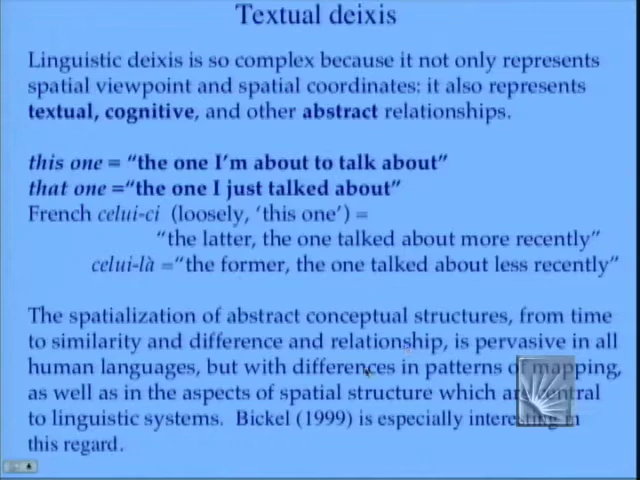 Textual deixis
Linguistic deixis is so complex because it not only represents
spatial viewpoint and spatial coordinates: it also represents
textual, cognitive, and other abstract relationships.
this one = "the one I'm about to talk about"
that one ="the one I just talked about"
French celui-ci (loosely, 'this one') =
"the latter, the one talked about more recently"
celui-là ="the former, the one talked about less recently"
The spatialization of abstract conceptual structures, from time
to similarity and difference and relationship, is pervasive in all
human languages, but with differences in patterns of mapping,
as well as in the aspects of spatial structure which are central
to linguistic systems. Bickel (1999) is especially interesting in
this regard.